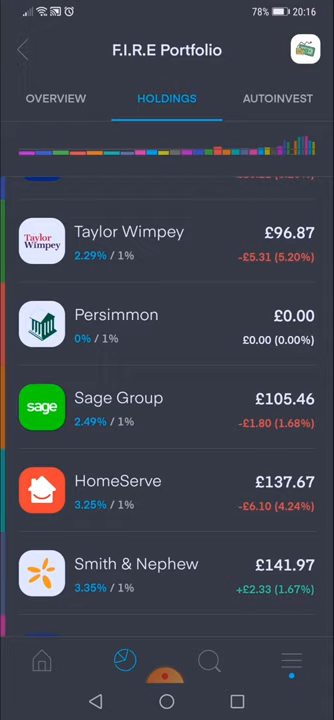 78% 20:16
F.I.R.E Portfolio
OVERVIEW HOLDINGS AUTOINVEST
Taylor Wimpey £96.87
Taylor
Wimpey
2.29% / 1% -£5.31 (5.20%)
Persimmon £0.00
0% / 1% £0.00 (0.00%)
Sage Group £105.46
sage
2.49% / 1% -£1.80 (1.68%)
HomeServe £137.67
3.25% / 1% -£6.10 (4.24%)
Smith & Nephew £141.97
3.35% / 1% +£2.33 (1.67%)